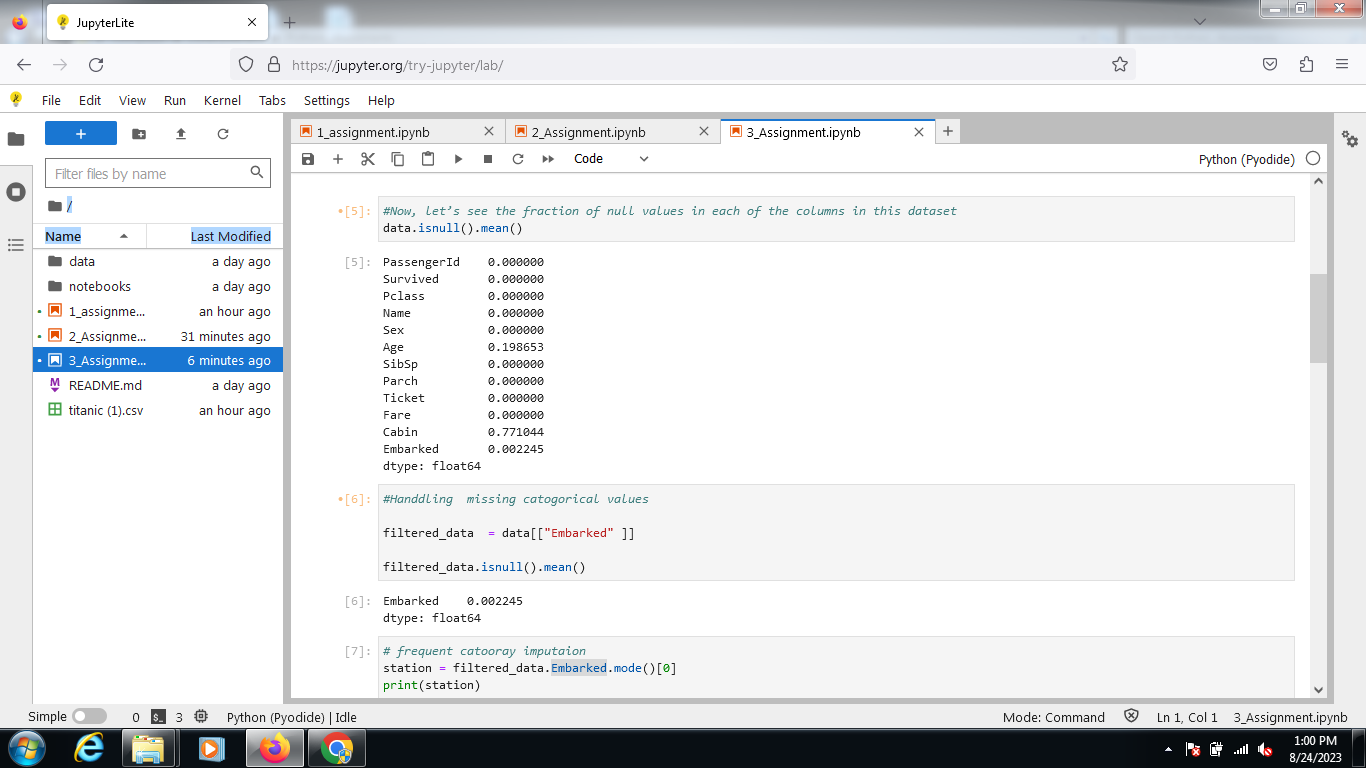 JupyterLite
https://jupyter.org/try-jupyter/lab/
File Edit View Run Kernel Tabs Settings Help
1_assignment.ipynb 2_Assignment.ipynb 3_Assignment.ipynb
Code Python (Pyodide)
Filter files by name
/
Name Last Modified
data a day ago
notebooks a day ago
1_assignme... an hour ago
2_Assignme... 31 minutes ago
3_Assignme... 6 minutes ago
README.md a day ago
titanic (1).csv an hour ago
[5]: #Now, let’s see the fraction of null values in each of the columns in this dataset
data.isnull().mean()
[5]: PassengerId 0.000000
Survived 0.000000
Pclass 0.000000
Name 0.000000
Sex 0.000000
Age 0.198653
SibSp 0.000000
Parch 0.000000
Ticket 0.000000
Fare 0.000000
Cabin 0.771044
Embarked 0.002245
dtype: float64
[6]: #Handdling  missing catogorical values
filtered_data  = data[["Embarked" ]]
filtered_data.isnull().mean()
[6]: Embarked 0.002245
dtype: float64
[7]: # frequent catooray imputaion
station = filtered_data.Embarked.mode()[0]
print(station)
Simple 0 3 Python (Pyodide) | Idle Mode: Command Ln 1, Col 1 3_Assignment.ipynb
1:00 PM
8/24/2023